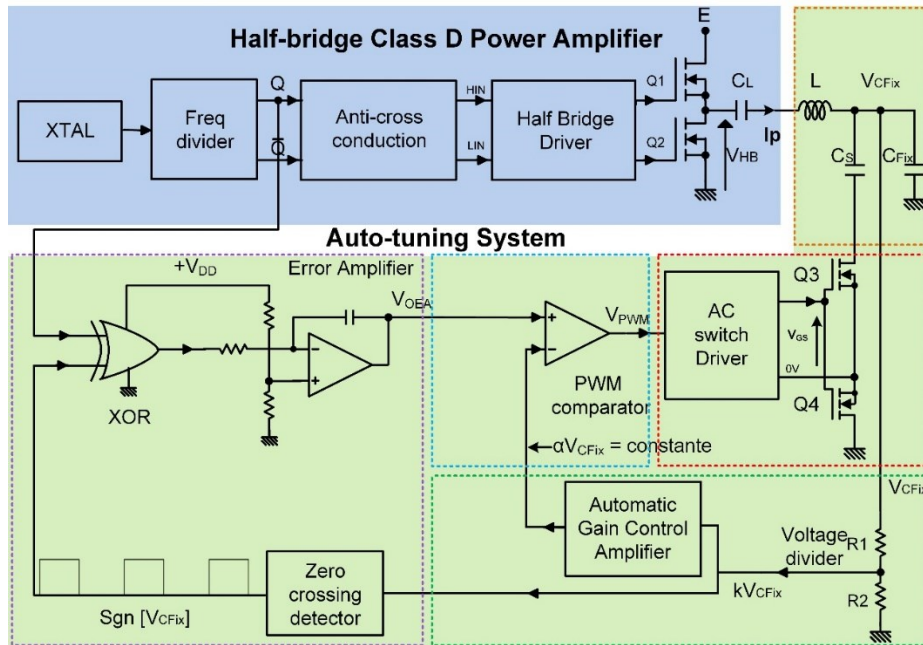 Half-bridge Class D Power Amplifier
E
XTAL
Freq
divider
Q
Q̅
Anti-cross
conduction
HIN
LIN
Half Bridge
Driver
Q1
Q2
CL
Ip
VHB
L
VCFix
CS
CFix
Auto-tuning System
+VDD
Error Amplifier
VOEA
XOR
VPWM
PWM
comparator
AC
switch
Driver
Q3
VGS
0V
Q4
αVCFix = constante
VCFix
Automatic
Gain Control
Amplifier
Voltage
divider
R1
R2
kVCFix
Zero
crossing
detector
Sgn [VCFix]